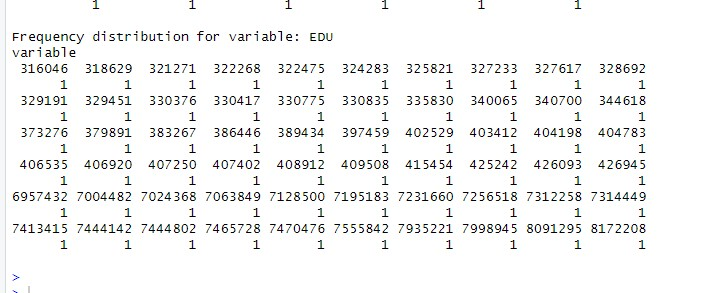 1 1 1 1 1 1
Frequency distribution for variable: EDU
variable
316046 318629 321271 322268 322475 324283 325821 327233 327617 328692
1 1 1 1 1 1 1 1 1 1
329191 329451 330376 330417 330775 330835 335830 340065 340700 344618
1 1 1 1 1 1 1 1 1 1
373276 379891 383267 386446 389434 397459 402529 403412 404198 404783
1 1 1 1 1 1 1 1 1 1
406535 406920 407250 407402 408912 409508 415454 425242 426093 426945
1 1 1 1 1 1 1 1 1 1
6957432 7004482 7024368 7063849 7128500 7195183 7231660 7256518 7312258 7314449
1 1 1 1 1 1 1 1 1 1
7413415 7444142 7444802 7465728 7470476 7555842 7935221 7998945 8091295 8172208
1 1 1 1 1 1 1 1 1 1
>
>